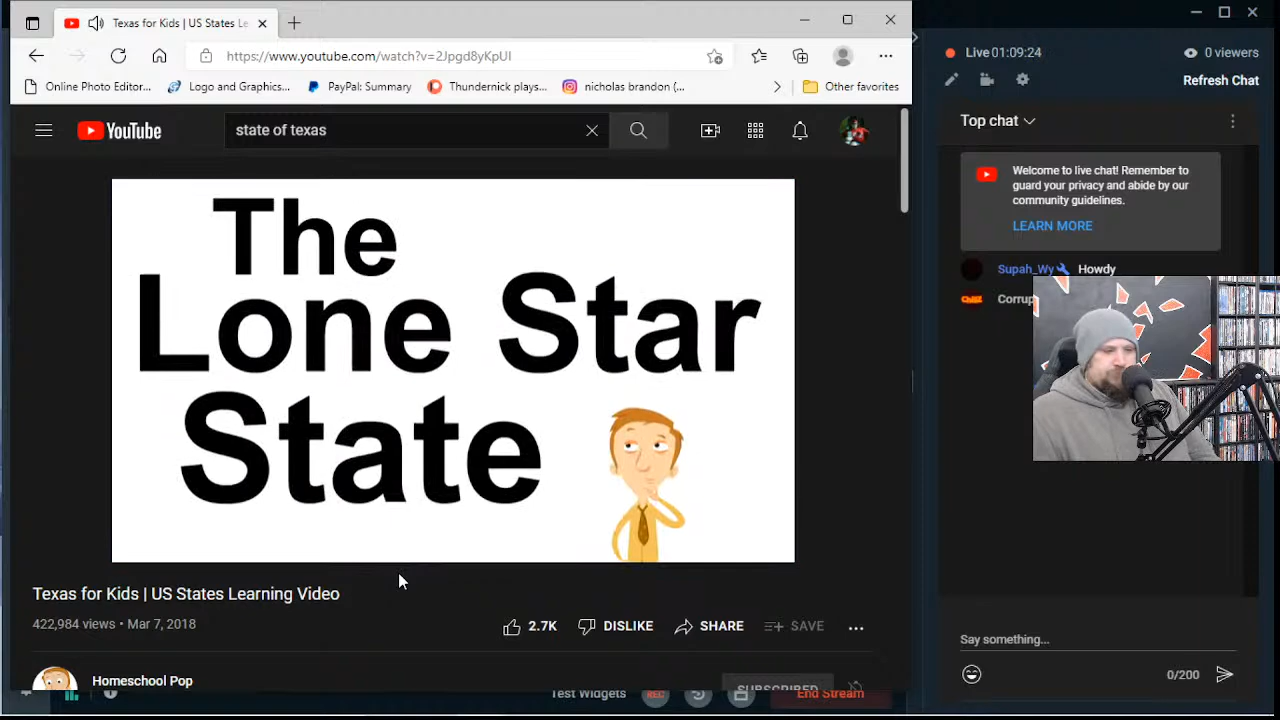 Texas for Kids | US States Le
https://www.youtube.com/watch?v=2Jpgd8yKpUI
Online Photo Editor...
Logo and Graphics...
PayPal: Summary
Thundernick plays...
nicholas brandon (...
Other favorites
YouTube
state of texas
The
Lone Star
State
Texas for Kids | US States Learning Video
422,984 views • Mar 7, 2018
2.7K
DISLIKE
SHARE
SAVE
Homeschool Pop
SUBSCRIBED
Test Widgets
REC
End Stream
Live 01:09:24
0 viewers
Refresh Chat
Top chat
Welcome to live chat! Remember to
guard your privacy and abide by our
community guidelines.
LEARN MORE
Supah_Wy Howdy
Corrup
Say something...
0/200